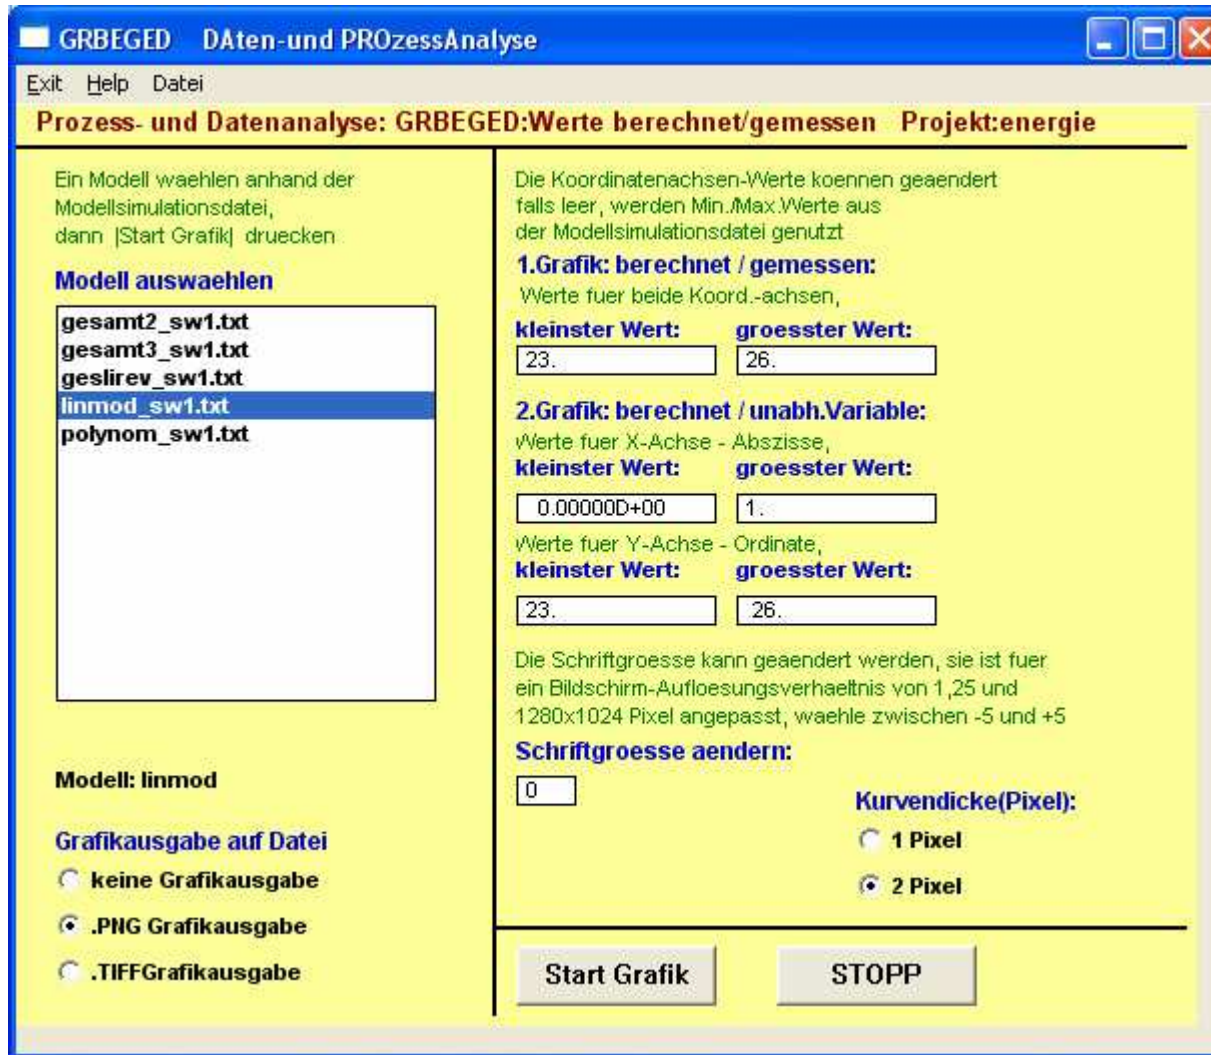 GRBEGED DAten-und PROzessAnalyse
Exit Help Datei
Prozess- und Datenanalyse: GRBEGED:Werte berechnet/gemessen Projekt:energie
Ein Modell waehlen anhand der
Modellsimulationsdatei,
dann |Start Grafik| druecken
Modell auswaehlen
gesamt2_sw1.txt
gesamt3_sw1.txt
geslirev_sw1.txt
linmod_sw1.txt
polynom_sw1.txt
Modell: linmod
Grafikausgabe auf Datei
keine Grafikausgabe
.PNG Grafikausgabe
.TIFFGrafikausgabe
Die Koordinatenachsen-Werte koennen geaendert
falls leer, werden Min./Max.Werte aus
der Modellsimulationsdatei genutzt
1.Grafik: berechnet / gemessen:
Werte fuer beide Koord.-achsen,
kleinster Wert: groesster Wert:
23. 26.
2.Grafik: berechnet / unabh.Variable:
Werte fuer X-Achse - Abszisse,
kleinster Wert: groesster Wert:
0.00000D+00 1.
Werte fuer Y-Achse - Ordinate,
kleinster Wert: groesster Wert:
23. 26.
Die Schriftgroesse kann geaendert werden, sie ist fuer
ein Bildschirm-Aufloesungsverhaeltnis von 1,25 und
1280x1024 Pixel angepasst, waehle zwischen -5 und +5
Schriftgroesse aendern:
0
Kurvendicke(Pixel):
1 Pixel
2 Pixel
Start Grafik STOPP